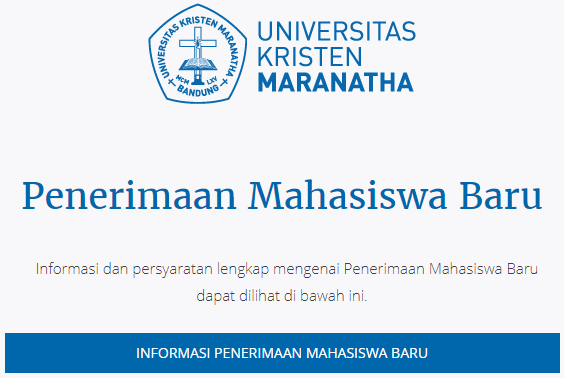 UNIVERSITAS KRISTEN MARANATHA
MCM LXV
BANDUNG
UNIVERSITAS
KRISTEN
MARANATHA
Penerimaan Mahasiswa Baru
Informasi dan persyaratan lengkap mengenai Penerimaan Mahasiswa Baru
dapat dilihat di bawah ini.
INFORMASI PENERIMAAN MAHASISWA BARU